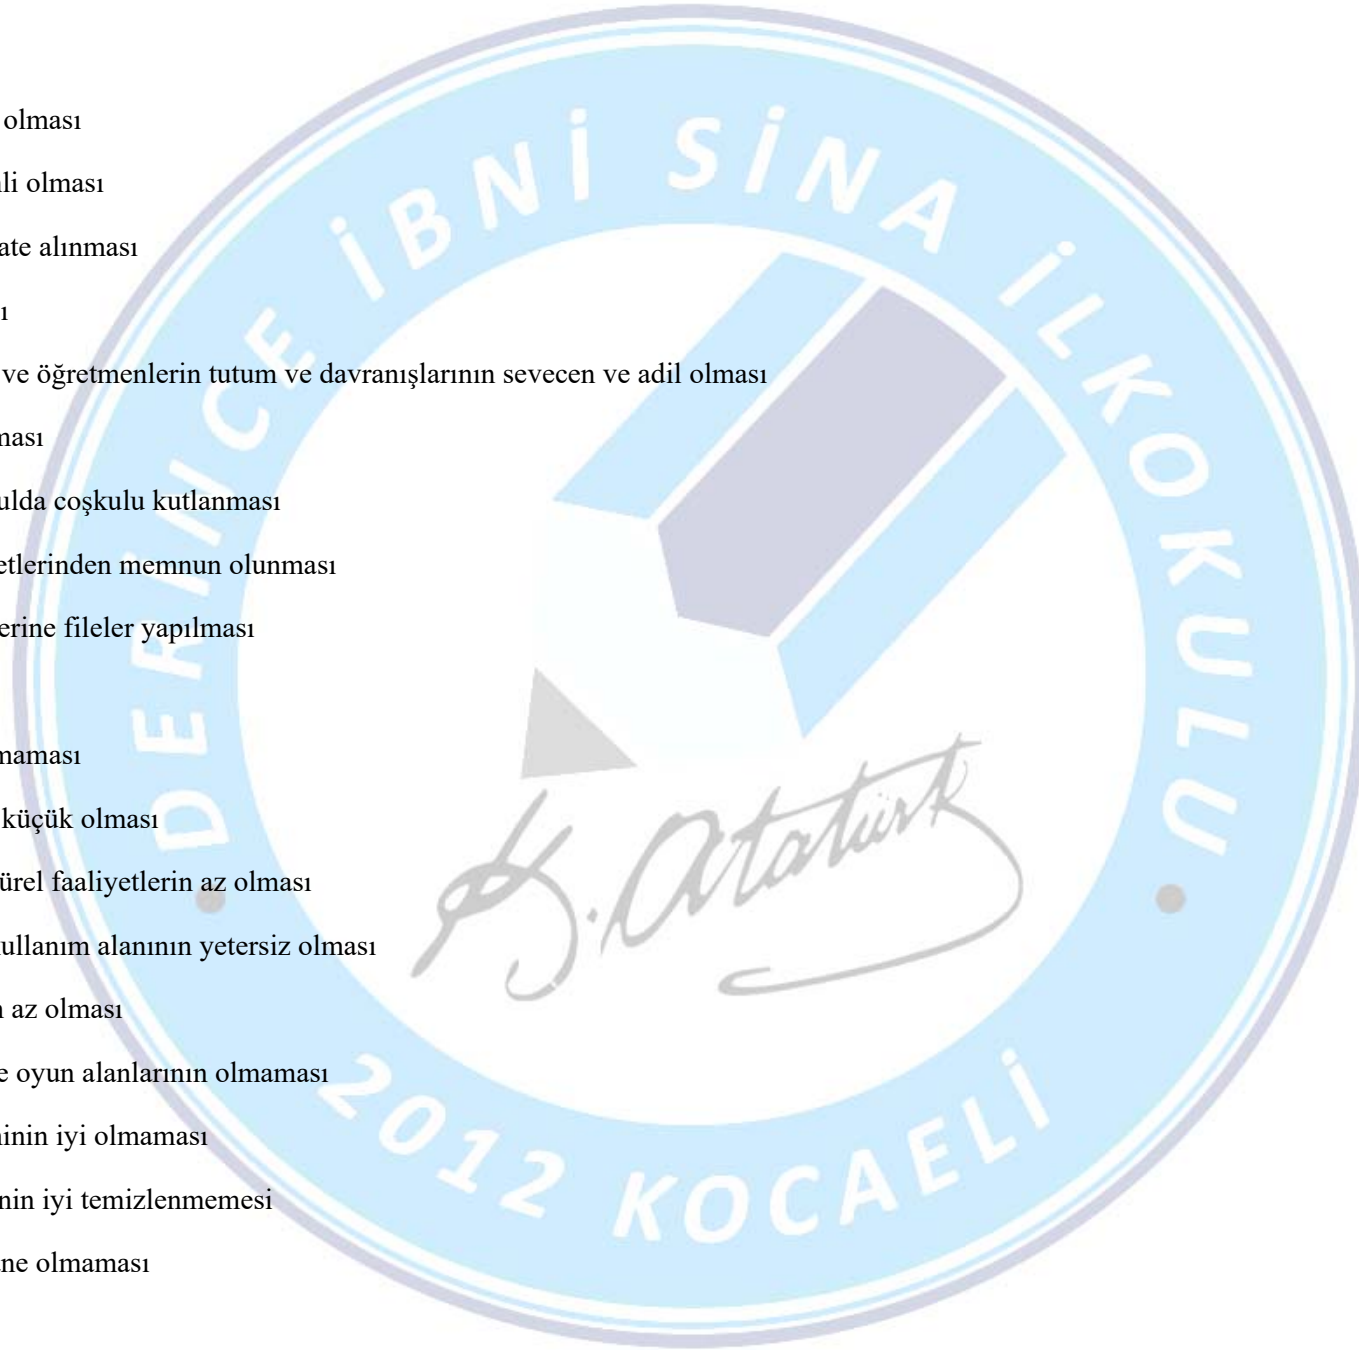 olması
li olması
ate alınması
ı
ve öğretmenlerin tutum ve davranışlarının sevecen ve adil olması
ması
ulda coşkulu kutlanması
etlerinden memnun olunması
erine fileler yapılması
maması
küçük olması
ürel faaliyetlerin az olması
ullanım alanının yetersiz olması
n az olması
e oyun alanlarının olmaması
inin iyi olmaması
nin iyi temizlenmemesi
ne olmaması
DERİNCE İBNİ SİNA İLKOKULU
K. Atatürk
2012 KOCAELİ